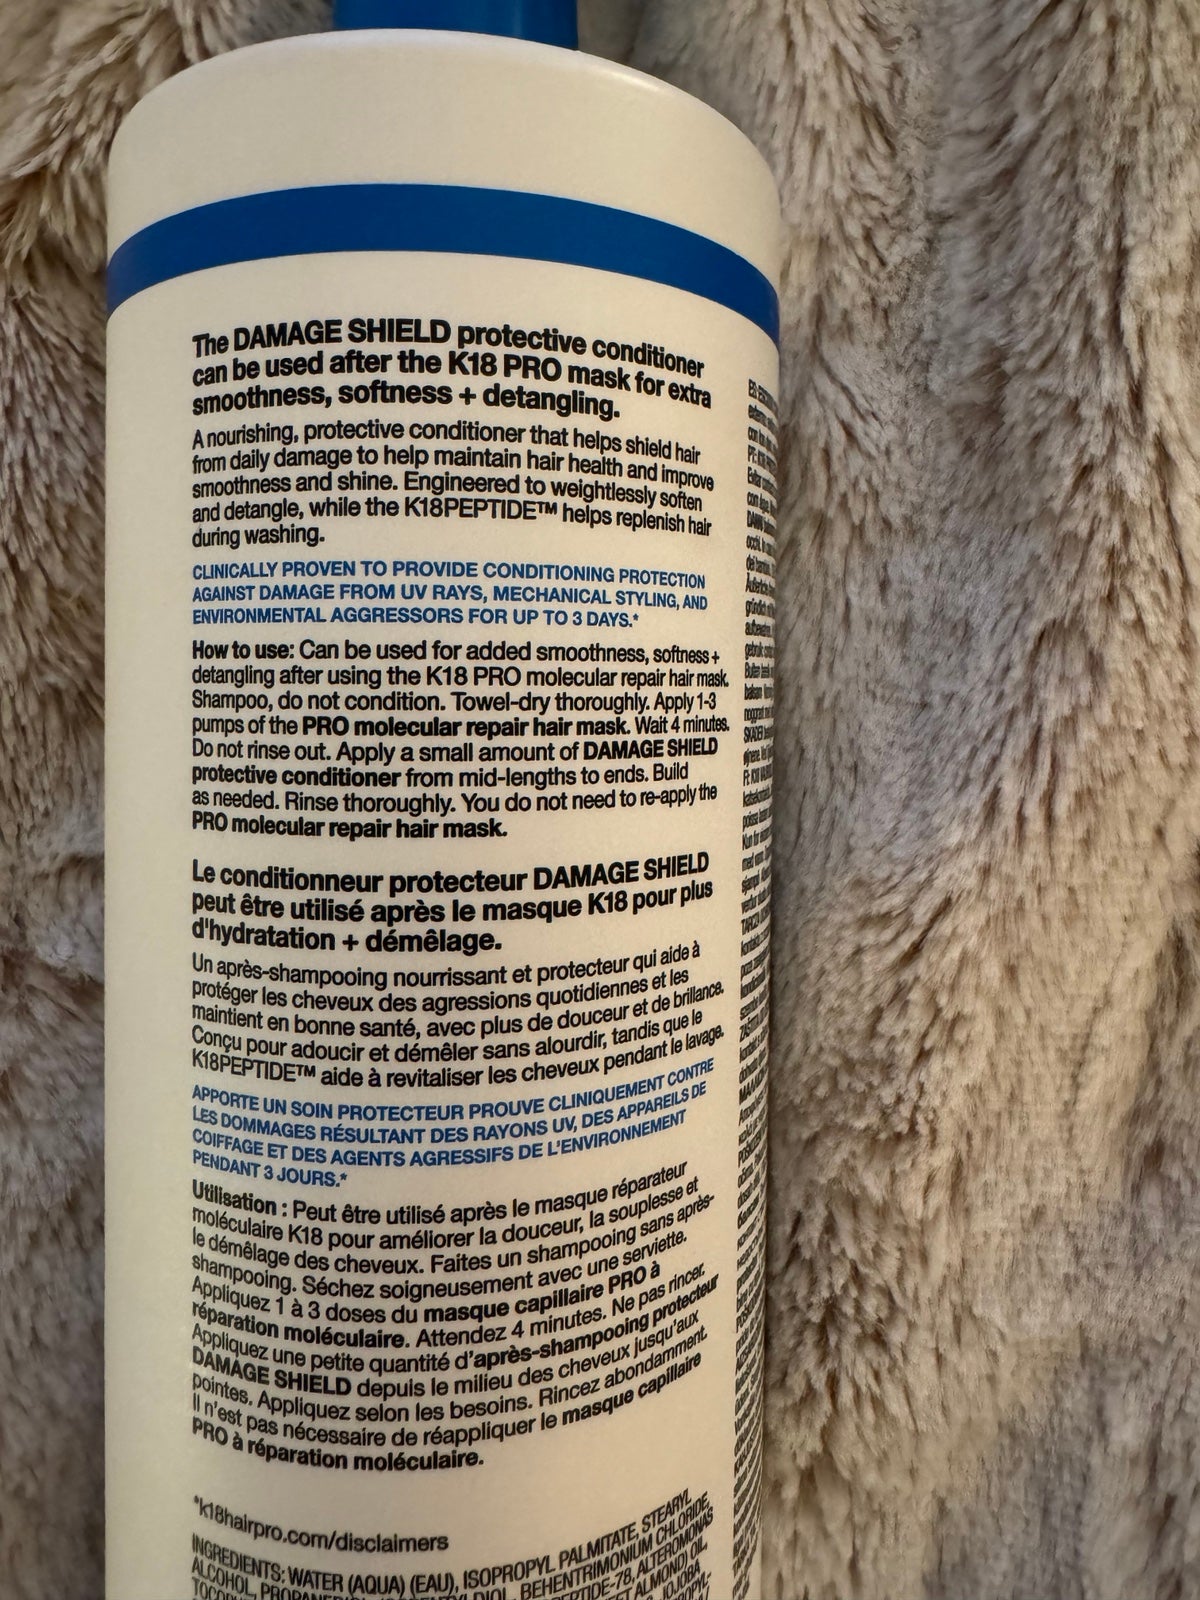 The DAMAGE SHIELD protective conditioner
can be used after the K18 PRO mask for extra
smoothness, softness + detangling.
A nourishing, protective conditioner that helps shield hair
from daily damage to help maintain hair health and improve
smoothness and shine. Engineered to weightlessly soften
and detangle, while the K18PEPTIDE™ helps replenish hair
during washing.
CLINICALLY PROVEN TO PROVIDE CONDITIONING PROTECTION
AGAINST DAMAGE FROM UV RAYS, MECHANICAL STYLING, AND
ENVIRONMENTAL AGGRESSORS FOR UP TO 3 DAYS.*
How to use: Can be used for added smoothness, softness +
detangling after using the K18 PRO molecular repair hair mask.
Shampoo, do not condition. Towel-dry thoroughly. Apply 1-3
pumps of the PRO molecular repair hair mask. Wait 4 minutes.
Do not rinse out. Apply a small amount of DAMAGE SHIELD
protective conditioner from mid-lengths to ends. Build
as needed. Rinse thoroughly. You do not need to re-apply the
PRO molecular repair hair mask.
Le conditionneur protecteur DAMAGE SHIELD
peut être utilisé après le masque K18 pour plus
d'hydratation + démêlage.
Un après-shampooing nourrissant et protecteur qui aide à
protéger les cheveux des agressions quotidiennes et les
maintient en bonne santé, avec plus de douceur et de brillance.
Conçu pour adoucir et démêler sans alourdir, tandis que le
K18PEPTIDE™ aide à revitaliser les cheveux pendant le lavage.
APPORTE UN SOIN PROTECTEUR PROUVE CLINIQUEMENT CONTRE
LES DOMMAGES RÉSULTANT DES RAYONS UV, DES APPAREILS DE
COIFFAGE ET DES AGENTS AGRESSIFS DE L'ENVIRONNEMENT
PENDANT 3 JOURS.*
Utilisation : Peut être utilisé après le masque réparateur
moléculaire K18 pour améliorer la douceur, la souplesse et
le démêlage des cheveux. Faites un shampooing sans après-
shampooing. Séchez soigneusement avec une serviette.
Appliquez 1 à 3 doses du masque capillaire PRO à
réparation moléculaire. Attendez 4 minutes. Ne pas rincer.
Appliquez une petite quantité d'après-shampooing protecteur
DAMAGE SHIELD depuis le milieu des cheveux jusqu'aux
pointes. Appliquez selon les besoins. Rincez abondamment.
Il n'est pas nécessaire de réappliquer le masque capillaire
PRO à réparation moléculaire.
*k18hairpro.com/disclaimers
INGREDIENTS: WATER (AQUA) (EAU), ISOPROPYL PALMITATE, STEARYL
ALCOHOL, BEHENTRIMONIUM CHLORIDE,
ALTEROMONAS
ALMOND) OIL,
JOJOBA